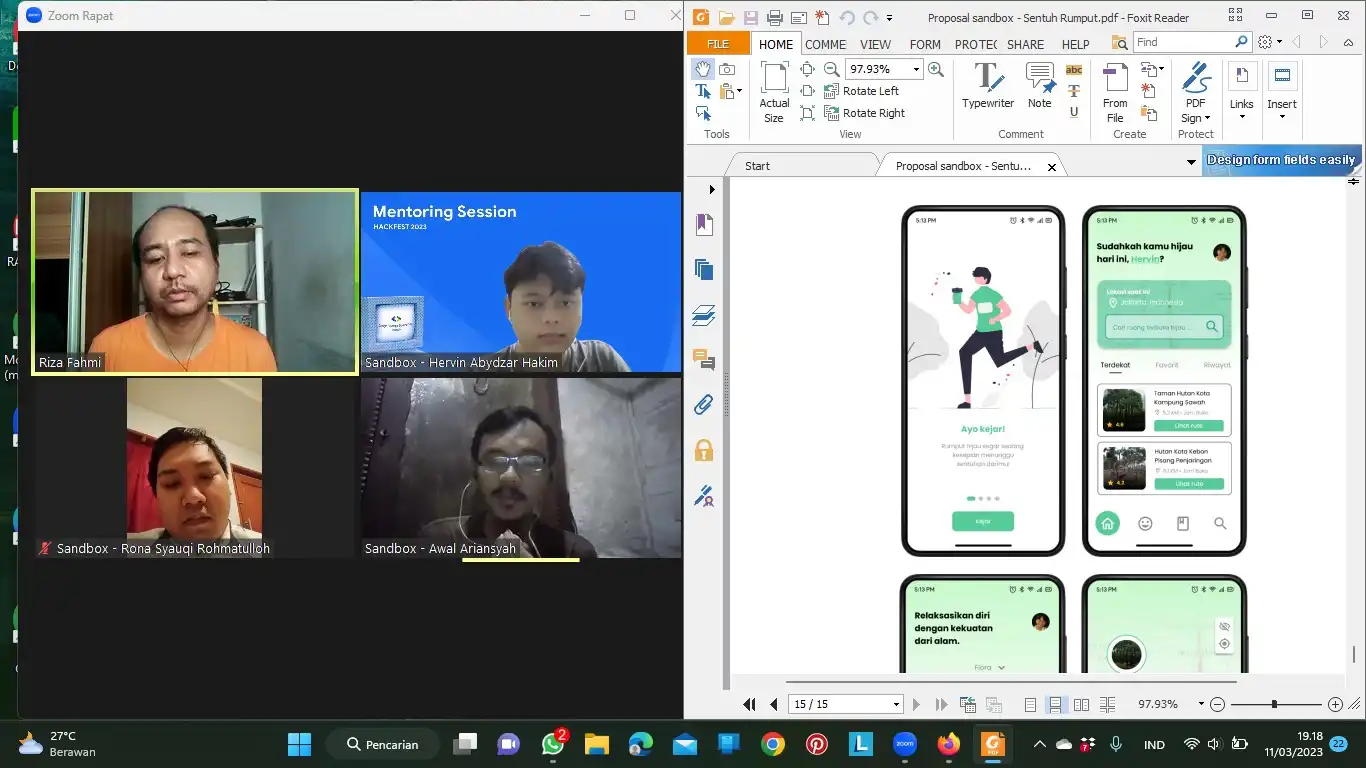 Zoom Rapat
Mentoring Session
HACKFEST 2023
Riza Fahmi
Sandbox - Hervin Abydzar Hakim
Sandbox - Rona Syauqi Rohmatulloh
Sandbox - Awal Ariansyah
Proposal sandbox - Sentuh Rumput.pdf - Foxit Reader
FILE HOME COMME VIEW FORM PROTEC SHARE HELP Find
97.93%
Actual Size
Rotate Left
Rotate Right
Typewriter
Note
From File
PDF Sign
Links
Insert
Tools View Comment Create Protect
Start
Proposal sandbox - Sentu...
Design form fields easily
5:13 PM
Ayo kejar!
Rumput hijau segar sedang
kesepian menunggu
sentuhan darimu!
Kejar
5:13 PM
Sudahkah kamu hijau
hari ini, Hervin?
Lokasi saat ini
Jakarta, Indonesia
Cari ruang terbuka hijau ...
Terdekat Favorit Riwayat
Taman Hutan Kota
Kampung Sawah
4.6
Lihat rute
Hutan Kota Kebon
Pisang Penjaringan
4.2
Lihat rute
5:13 PM
Relaksasikan diri
dengan kekuatan
dari alam.
Flora
5:13 PM
15 / 15
97.93%
27°C
Berawan
Pencarian
2
zoom
7
IND
19.18
11/03/2023
22